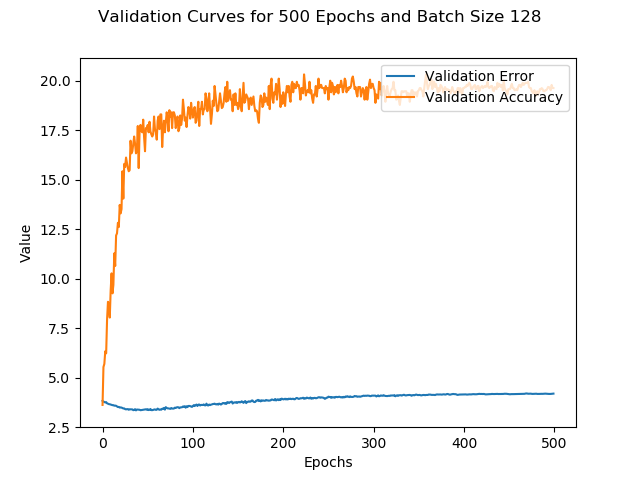 Validation Curves for 500 Epochs and Batch Size 128
Validation Error
Validation Accuracy
20.0
17.5
15.0
12.5
10.0
7.5
5.0
2.5
Value
0
100
200
300
400
500
Epochs